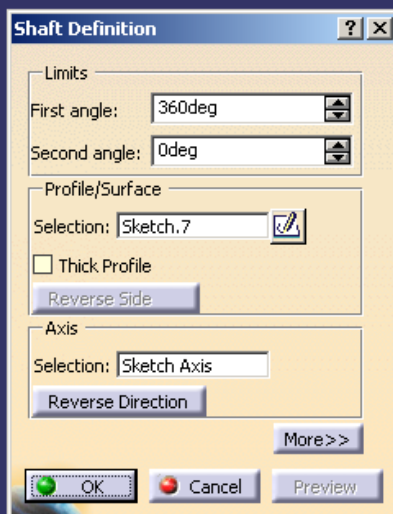 Shaft Definition
Limits
First angle: 360deg
Second angle: 0deg
Profile/Surface
Selection: Sketch.7
Thick Profile
Reverse Side
Axis
Selection: Sketch Axis
Reverse Direction
More>>
OK Cancel Preview